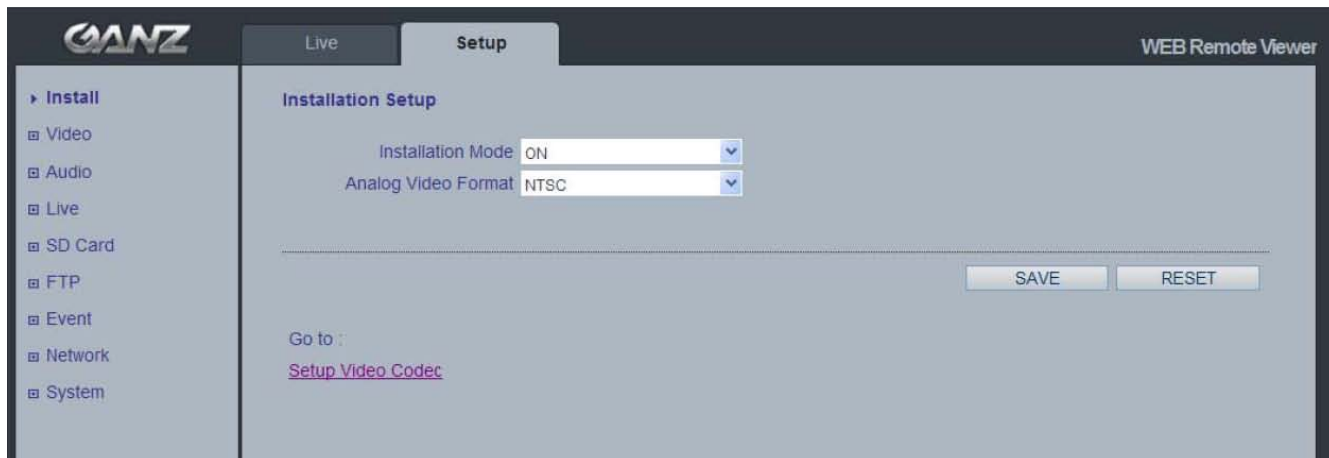 GANZ
Live
Setup
WEB Remote Viewer
Install
Video
Audio
Live
SD Card
FTP
Event
Network
System
Installation Setup
Installation Mode ON
Analog Video Format NTSC
SAVE
RESET
Go to :
Setup Video Codec